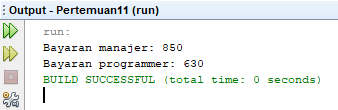 Output - Pertemuan11 (run)
run:
Bayaran manajer: 850
Bayaran programmer: 630
BUILD SUCCESSFUL (total time: 0 seconds)